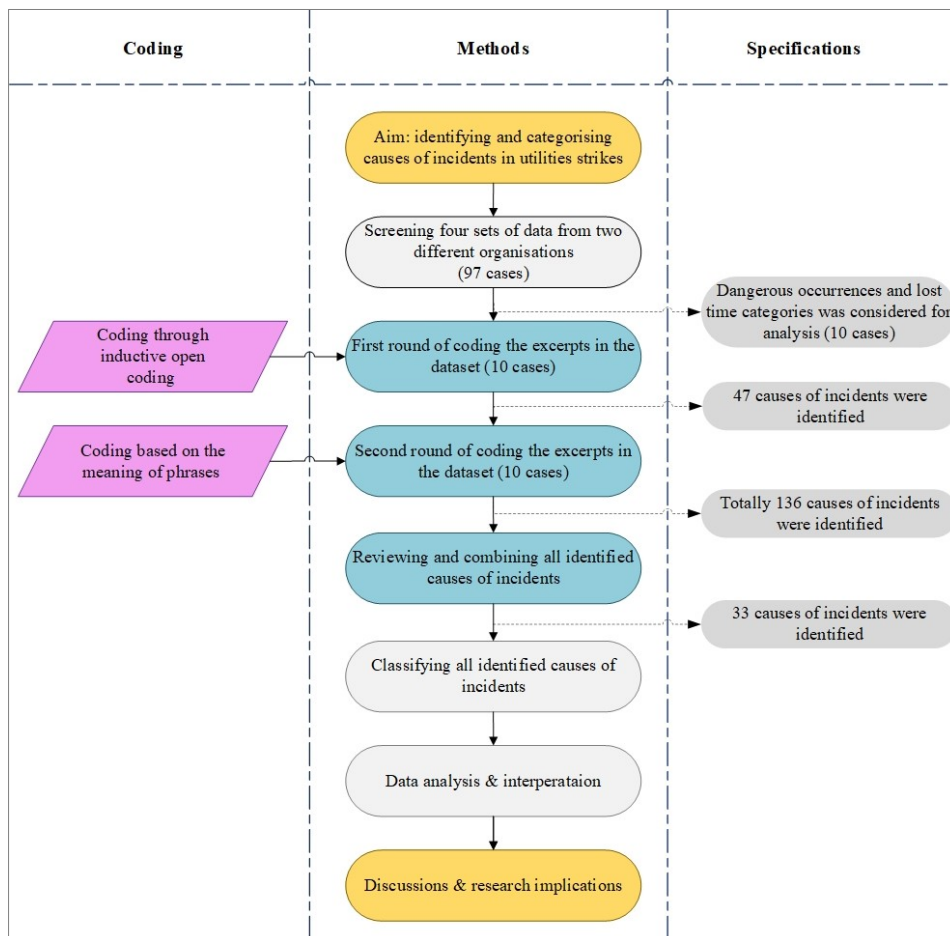 Coding
Methods
Specifications
Aim: identifying and categorising
causes of incidents in utilities strikes
Screening four sets of data from two
different organisations
(97 cases)
Dangerous occurrences and lost
time categories was considered for
analysis (10 cases)
Coding through
inductive open
coding
First round of coding the excerpts in the
dataset (10 cases)
47 causes of incidents were
identified
Coding based on the
meaning of phrases
Second round of coding the excerpts in
the dataset (10 cases)
Totally 136 causes of incidents
were identified
Reviewing and combining all identified
causes of incidents
33 causes of incidents were
identified
Classifying all identified causes of
incidents
Data analysis & interperataion
Discussions & research implications